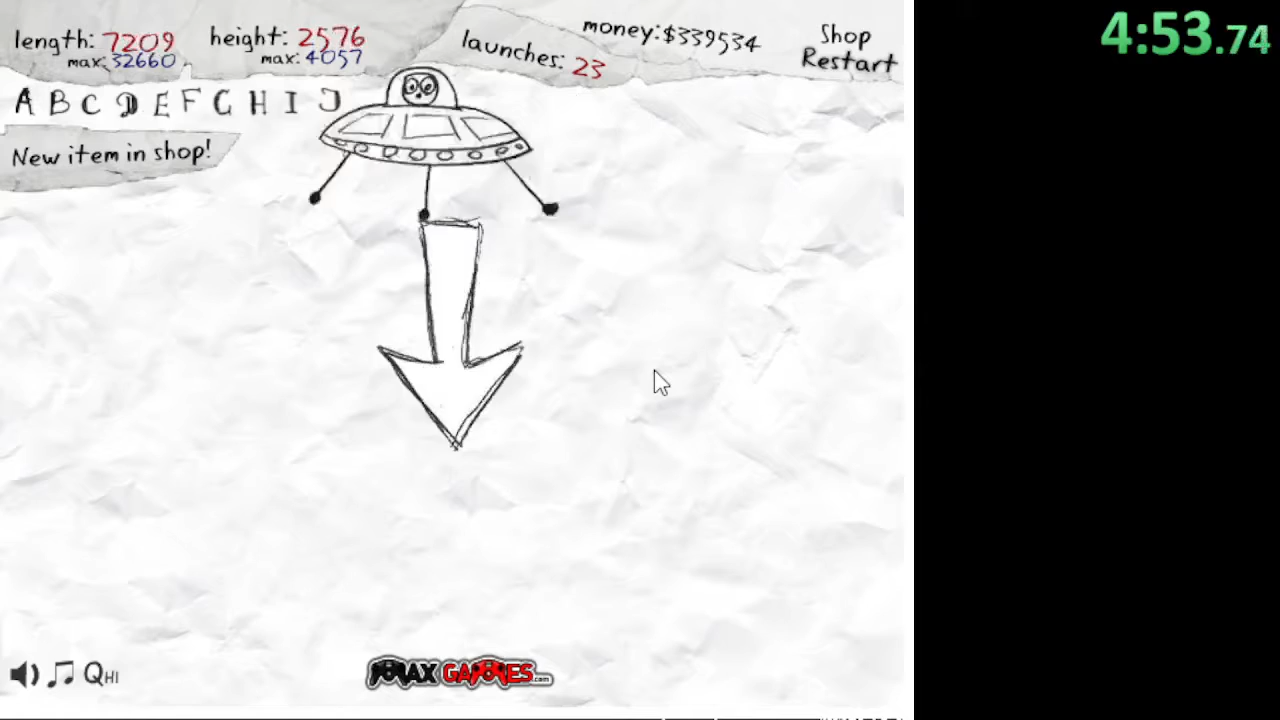 length: 7209
max: 32660
height: 2576
max: 4057
launches: 23
money: $339534
Shop
Restart
A B C D E F G H I J
New item in shop!
QHI
MAX GAMES.com
4:53.74